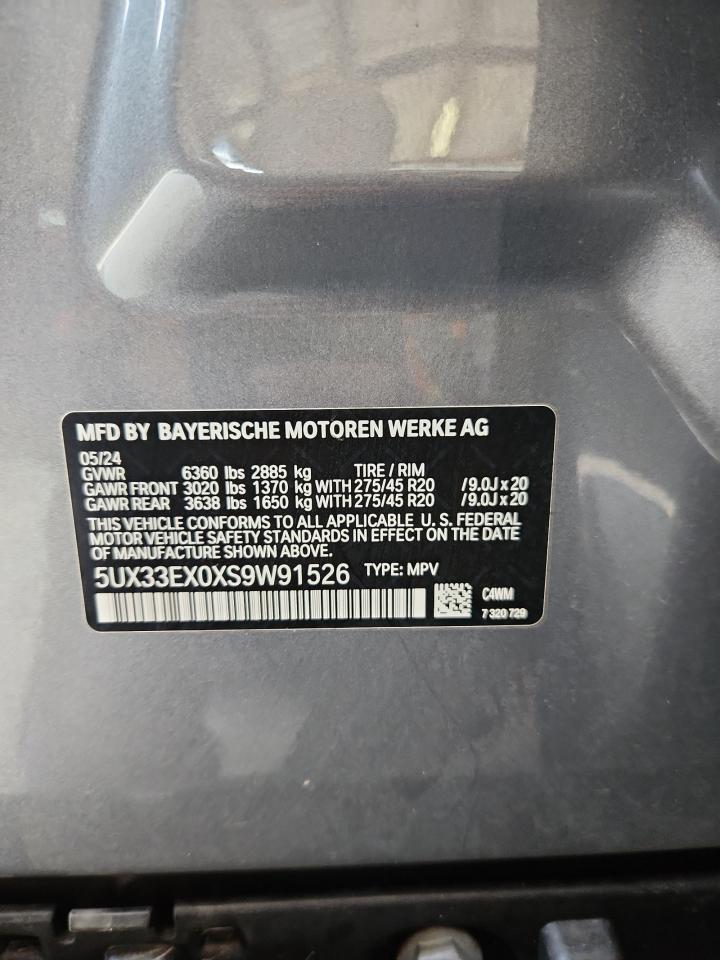 MFD BY BAYERISCHE MOTOREN WERKE AG
05/24
GVWR 6360 lbs 2885 kg TIRE / RIM
GAWR FRONT 3020 lbs 1370 kg WITH 275/45 R20 /9.0J x 20
GAWR REAR 3638 lbs 1650 kg WITH 275/45 R20 /9.0J x 20
THIS VEHICLE CONFORMS TO ALL APPLICABLE U. S. FEDERAL
MOTOR VEHICLE SAFETY STANDARDS IN EFFECT ON THE DATE
OF MANUFACTURE SHOWN ABOVE.
5UX33EX0XS9W91526 TYPE: MPV
C4WM
7 320 729